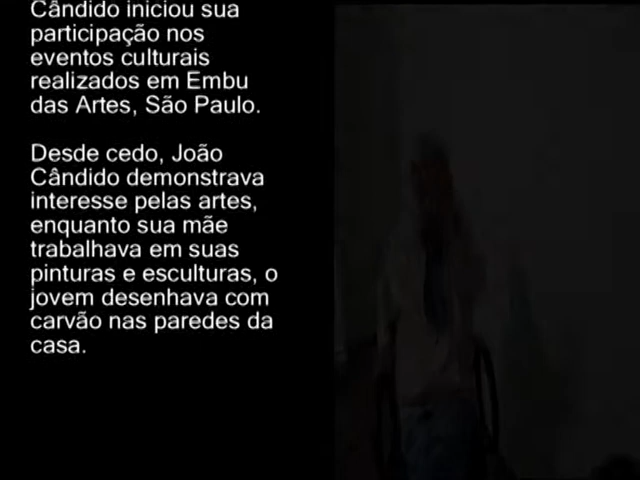 Cândido iniciou sua
participação nos
eventos culturais
realizados em Embu
das Artes, São Paulo.
Desde cedo, João
Cândido demonstrava
interesse pelas artes,
enquanto sua mãe
trabalhava em suas
pinturas e esculturas, o
jovem desenhava com
carvão nas paredes da
casa.